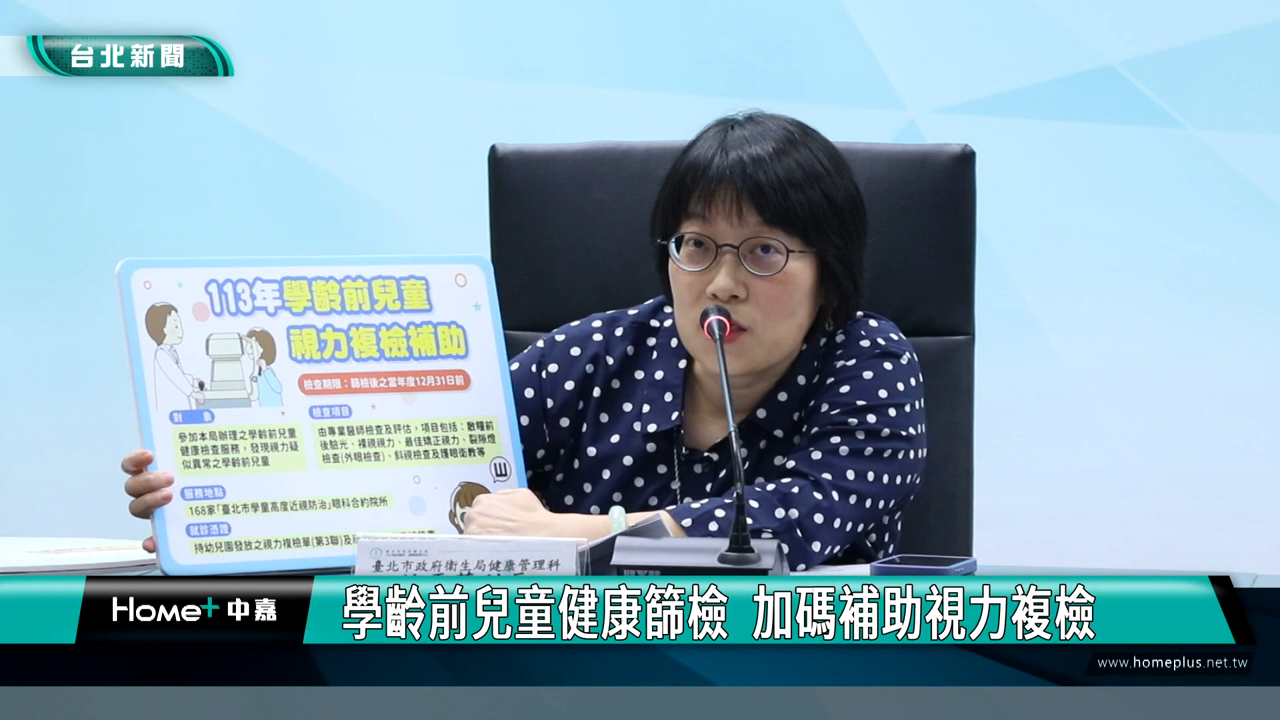 台北新聞
113年學齡前兒童
視力複檢補助
檢查期限：篩檢後之當年度12月31日前
對象
參加本局辦理之學齡前兒童
健康檢查服務，發現視力疑
似異常之學齡前兒童
檢查項目
由專業醫師檢查及評估，項目包括：散瞳前
後驗光、裸視視力、最佳矯正視力、裂隙燈
檢查(外眼檢查)、斜視檢查及護眼衛教等
服務地點
168家「臺北市學童高度近視防治」眼科合約院所
就診憑證
持幼兒園發放之視力複檢單(第3聯)及
臺北市政府衛生局健康管理科
Home+中嘉
學齡前兒童健康篩檢 加碼補助視力複檢
www.homeplus.net.tw